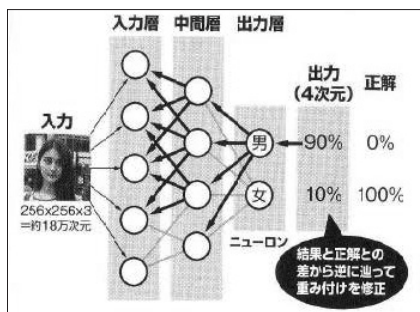 入力層 中間層 出力層
出力
(4次元)
正解
入力
男
90%
0%
女
10%
100%
256x256x3
=約18万次元
ニューロン
結果と正解との
差から逆に辿って
重み付けを修正